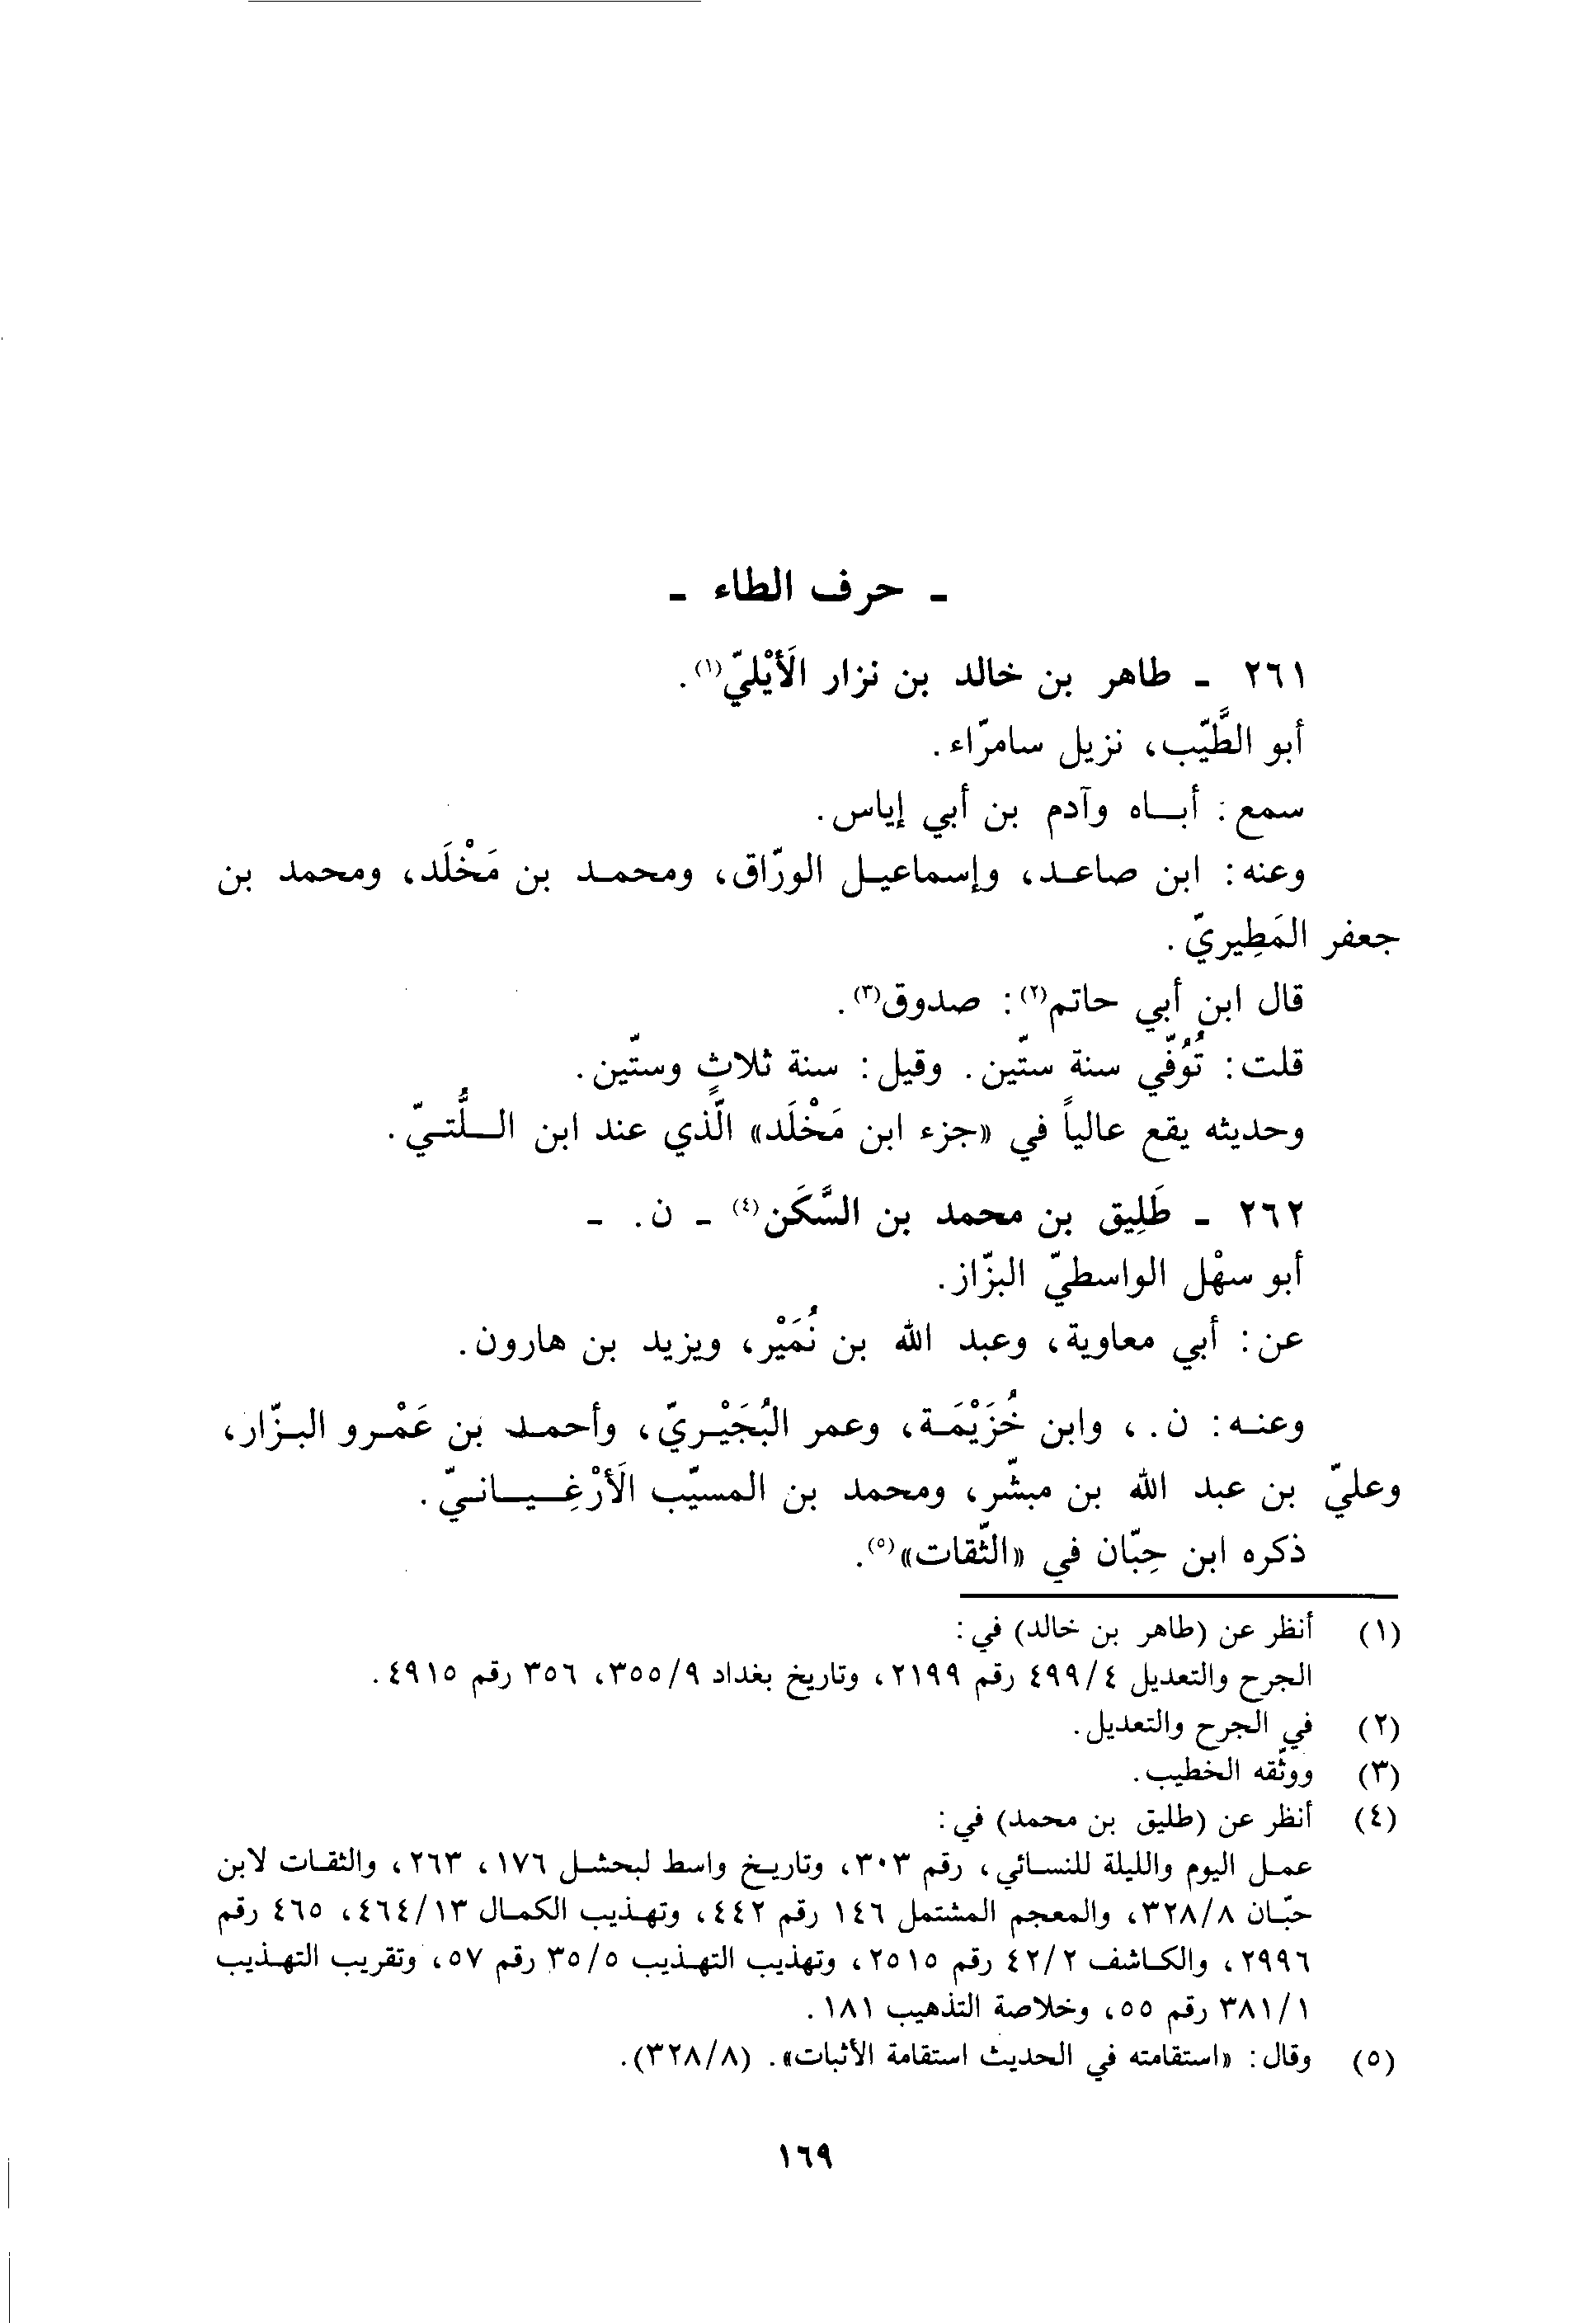 - حرف الطاء -
٢٦١ - طاهر بن خالد بن نزار الَأيْليّ(١).
أبو الطَّيّب، نزيل سامرّاء.
سمع: أباه وآدم بن أبي إياس.
وعنه: ابن صاعد، وإسماعيل الورّاق، ومحمد بن مَخْلَد، ومحمد بن
جعفر المَطِيريّ.
قال ابن أبي حاتم(٢): صدوق(٣).
قلت: تُوُفّي سنة ستّين. وقيل: سنة ثلاثٍ وستّين.
وحديثه يقع عالياً في «جزء ابن مَخْلَد» الّذي عند ابن اللُّتيّ.
٢٦٢ - طَلِيق بن محمد بن السَّكَن(٤) - ن. -
أبو سهْل الواسطيّ البزّاز.
عن: أبي معاوية، وعبد الله بن نُمَيْر، ويزيد بن هارون.
وعنه: ن.، وابن خُزَيْمَة، وعمر البُجَيْريّ، وأحمد بن عَمْرو البزّار،
وعليّ بن عبد الله بن مبشّر، ومحمد بن المسيّب الَأرْغِيانيّ.
ذكره ابن حِبّان في «الثّقات»(٥).
(١) أنظر عن (طاهر بن خالد) في:
الجرح والتعديل ٤٩٩/٤ رقم ٢١٩٩، وتاريخ بغداد ٣٥٥/٩، ٣٥٦ رقم ٤٩١٥.
(٢) في الجرح والتعديل.
(٣) ووثّقه الخطيب.
(٤) أنظر عن (طليق بن محمد) في:
عمل اليوم والليلة للنسائي، رقم ٣٠٣، وتاريخ واسط لبحشل ١٧٦، ٢٦٣، والثقات لابن
حبّان ٣٢٨/٨، والمعجم المشتمل ١٤٦ رقم ٤٤٢، وتهذيب الكمال ٤٦٤/١٣، ٤٦٥ رقم
٢٩٩٦، والكاشف ٤٢/٢ رقم ٢٥١٥، وتهذيب التهذيب ٣٥/٥ رقم ٥٧، وتقريب التهذيب
٣٨١/١ رقم ٥٥، وخلاصة التذهيب ١٨١.
(٥) وقال: «استقامته في الحديث استقامة الأثبات». (٣٢٨/٨).
١٦٩